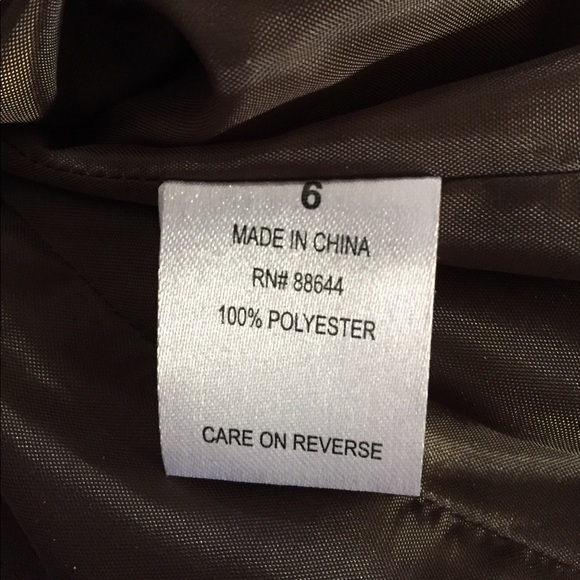 6
MADE IN CHINA
RN# 88644
100% POLYESTER
CARE ON REVERSE